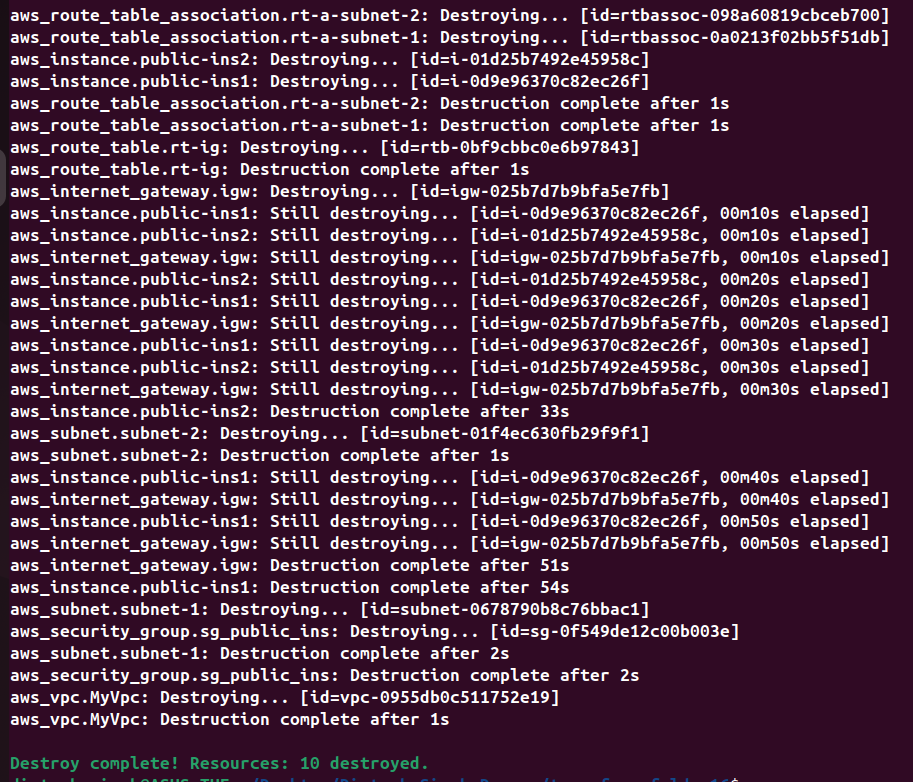 aws_route_table_association.rt-a-subnet-2: Destroying... [id=rtbassoc-098a60819cbceb700]
aws_route_table_association.rt-a-subnet-1: Destroying... [id=rtbassoc-0a0213f02bb5f51db]
aws_instance.public-ins2: Destroying... [id=i-01d25b7492e45958c]
aws_instance.public-ins1: Destroying... [id=i-0d9e96370c82ec26f]
aws_route_table_association.rt-a-subnet-2: Destruction complete after 1s
aws_route_table_association.rt-a-subnet-1: Destruction complete after 1s
aws_route_table.rt-ig: Destroying... [id=rtb-0bf9cbbc0e6b97843]
aws_route_table.rt-ig: Destruction complete after 1s
aws_internet_gateway.igw: Destroying... [id=igw-025b7d7b9bfa5e7fb]
aws_instance.public-ins1: Still destroying... [id=i-0d9e96370c82ec26f, 00m10s elapsed]
aws_instance.public-ins2: Still destroying... [id=i-01d25b7492e45958c, 00m10s elapsed]
aws_internet_gateway.igw: Still destroying... [id=igw-025b7d7b9bfa5e7fb, 00m10s elapsed]
aws_instance.public-ins2: Still destroying... [id=i-01d25b7492e45958c, 00m20s elapsed]
aws_instance.public-ins1: Still destroying... [id=i-0d9e96370c82ec26f, 00m20s elapsed]
aws_internet_gateway.igw: Still destroying... [id=igw-025b7d7b9bfa5e7fb, 00m20s elapsed]
aws_instance.public-ins1: Still destroying... [id=i-0d9e96370c82ec26f, 00m30s elapsed]
aws_instance.public-ins2: Still destroying... [id=i-01d25b7492e45958c, 00m30s elapsed]
aws_internet_gateway.igw: Still destroying... [id=igw-025b7d7b9bfa5e7fb, 00m30s elapsed]
aws_instance.public-ins2: Destruction complete after 33s
aws_subnet.subnet-2: Destroying... [id=subnet-01f4ec630fb29f9f1]
aws_subnet.subnet-2: Destruction complete after 1s
aws_instance.public-ins1: Still destroying... [id=i-0d9e96370c82ec26f, 00m40s elapsed]
aws_internet_gateway.igw: Still destroying... [id=igw-025b7d7b9bfa5e7fb, 00m40s elapsed]
aws_instance.public-ins1: Still destroying... [id=i-0d9e96370c82ec26f, 00m50s elapsed]
aws_internet_gateway.igw: Still destroying... [id=igw-025b7d7b9bfa5e7fb, 00m50s elapsed]
aws_internet_gateway.igw: Destruction complete after 51s
aws_instance.public-ins1: Destruction complete after 54s
aws_subnet.subnet-1: Destroying... [id=subnet-0678790b8c76bbac1]
aws_security_group.sg_public_ins: Destroying... [id=sg-0f549de12c00b003e]
aws_subnet.subnet-1: Destruction complete after 2s
aws_security_group.sg_public_ins: Destruction complete after 2s
aws_vpc.MyVpc: Destroying... [id=vpc-0955db0c511752e19]
aws_vpc.MyVpc: Destruction complete after 1s
Destroy complete! Resources: 10 destroyed.